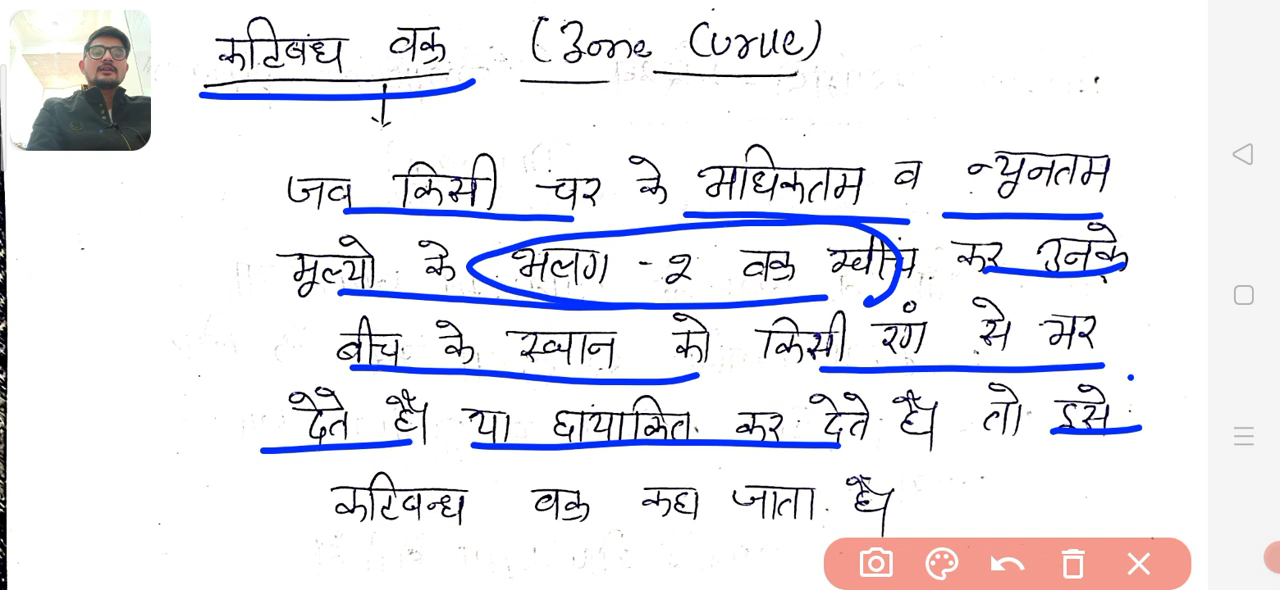 कटिबंध वक्र (Zone Curve)
जब किसी चर के अधिकतम व न्यूनतम
मूल्यो के अलग - २ वक्र खींच कर उनके
बीच के स्थान को किसी रंग से भर
देते है। या छायाकित कर देते है। तो इसे
कटिबन्ध वक्र कहा जाता है।